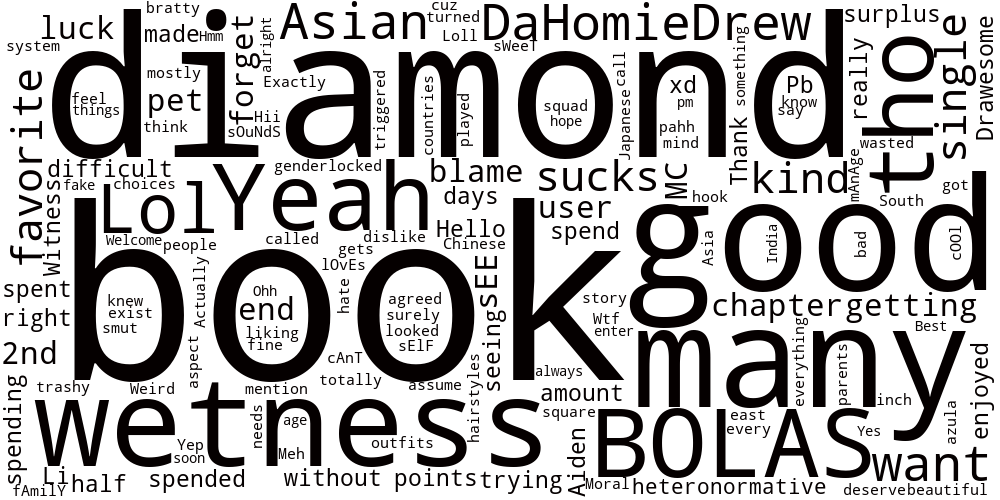 diamond
book
good
many
wetness
BOLAS
Yeah
tho
Lol
DaHomieDrew
Asian
favorite
single
sucks
kind
want
user
blame
luck
made
bratty
Hmm
cuz
turned
Loll
sWeeT
surplus
system
mostly
pet
forget
alright
Exactly
feel
things
think
Hii
sOuNdS
triggered
countries
played
squad
hope
Japanese
call
xd
pm
pahh
mind
something
Thank
Pb
know
say
really
Drawesome
wasted
difficult
fake
choices
genderlocked
days
MC
hook
mAnAge
South
got
Witness
Welcome
people
called
dislike
gets
lOvEs
Hello
Chinese
spend
Asia
India
bad
cOOl
spent
right
2nd
knew
exist
smut
Actually
Ohh
end
liking
fine
hate
agreed
surely
looked
sElF
sEE
seeing
story
Wtf
enter
chapter
getting
Best
everything
parents
inch
enjoyed
azula
trashy
Weird
aspect
mention
cAnT
totally
assume
hairstyles
always
amount
square
east
every
Yes
spending
needs
age
Meh
outfits
Yep
soon
Aiden
Li
fAmilY
half
spended
without
points
trying
Moral
heteronormative
deserve
beautiful